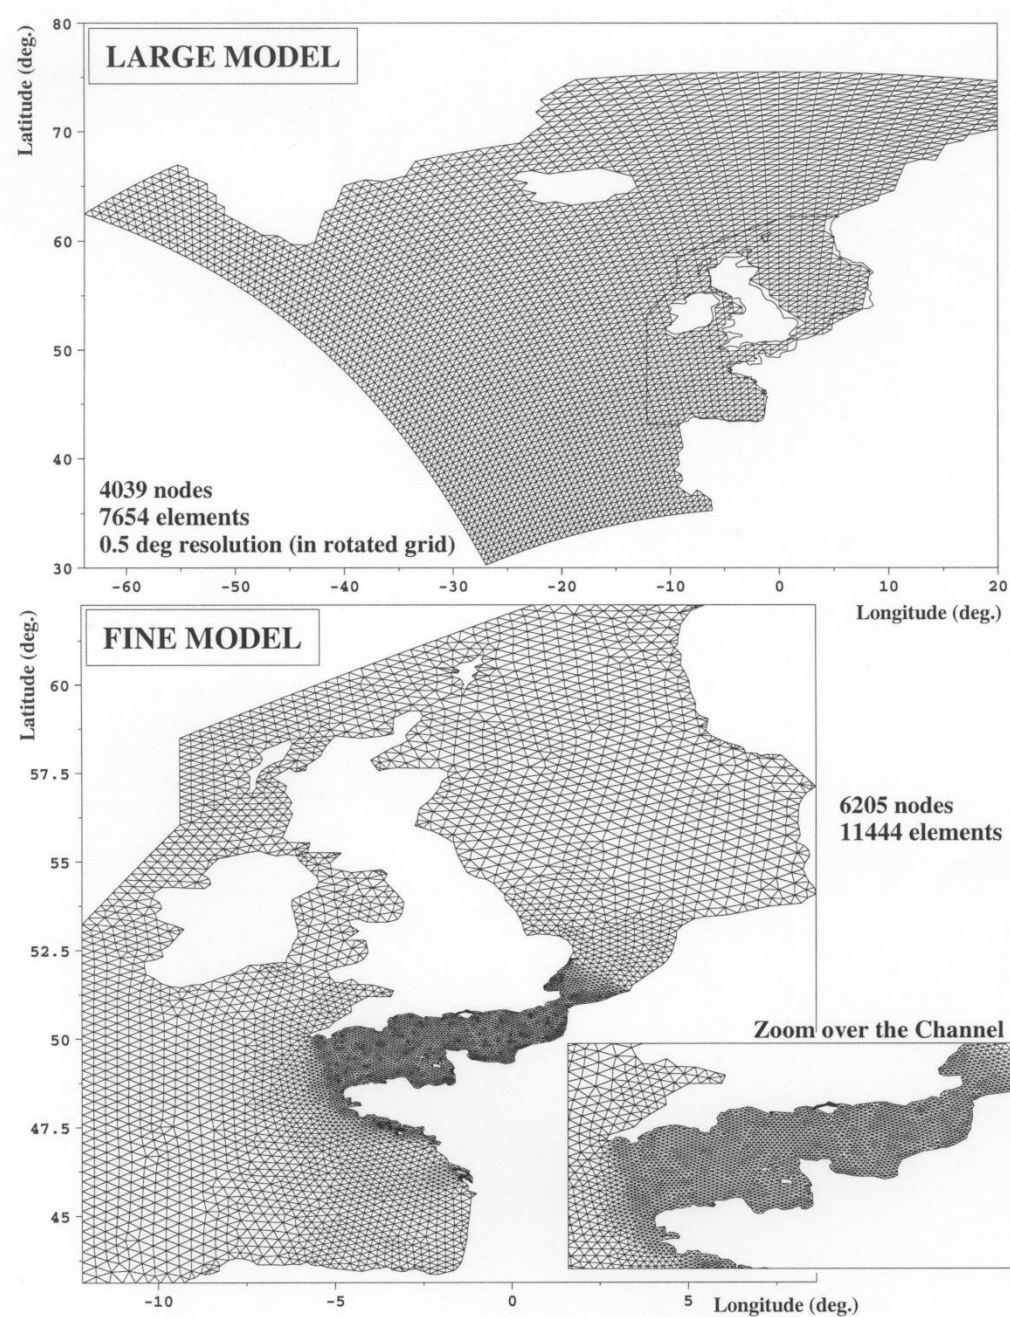 Latitude (deg.)
LARGE MODEL
80
70
60
50
40
30
4039 nodes
7654 elements
0.5 deg resolution (in rotated grid)
-60 -50 -40 -30 -20 -10 0 10 20
Longitude (deg.)
Latitude (deg.)
FINE MODEL
60
57.5
55
52.5
50
47.5
45
6205 nodes
11444 elements
Zoom over the Channel
-10 -5 0 5
Longitude (deg.)